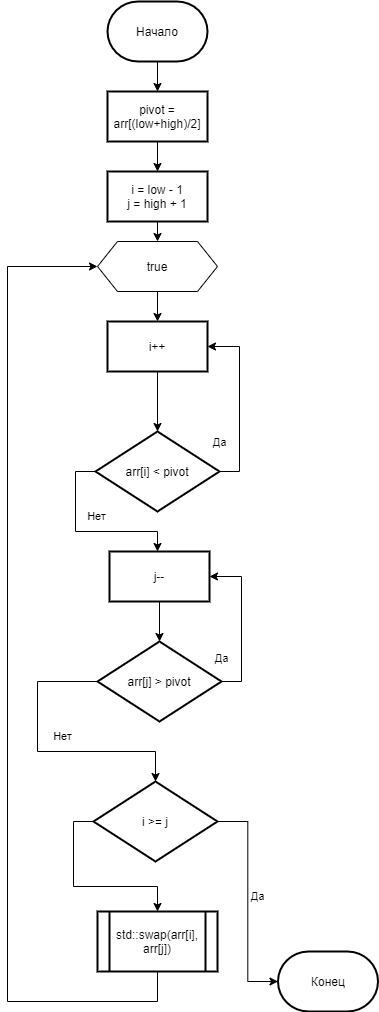 Начало
pivot =
arr[(low+high)/2]
i = low - 1
j = high + 1
true
i++
Да
arr[i] < pivot
Нет
j--
Да
arr[j] > pivot
Нет
i >= j
Да
std::swap(arr[i],
arr[j])
Конец